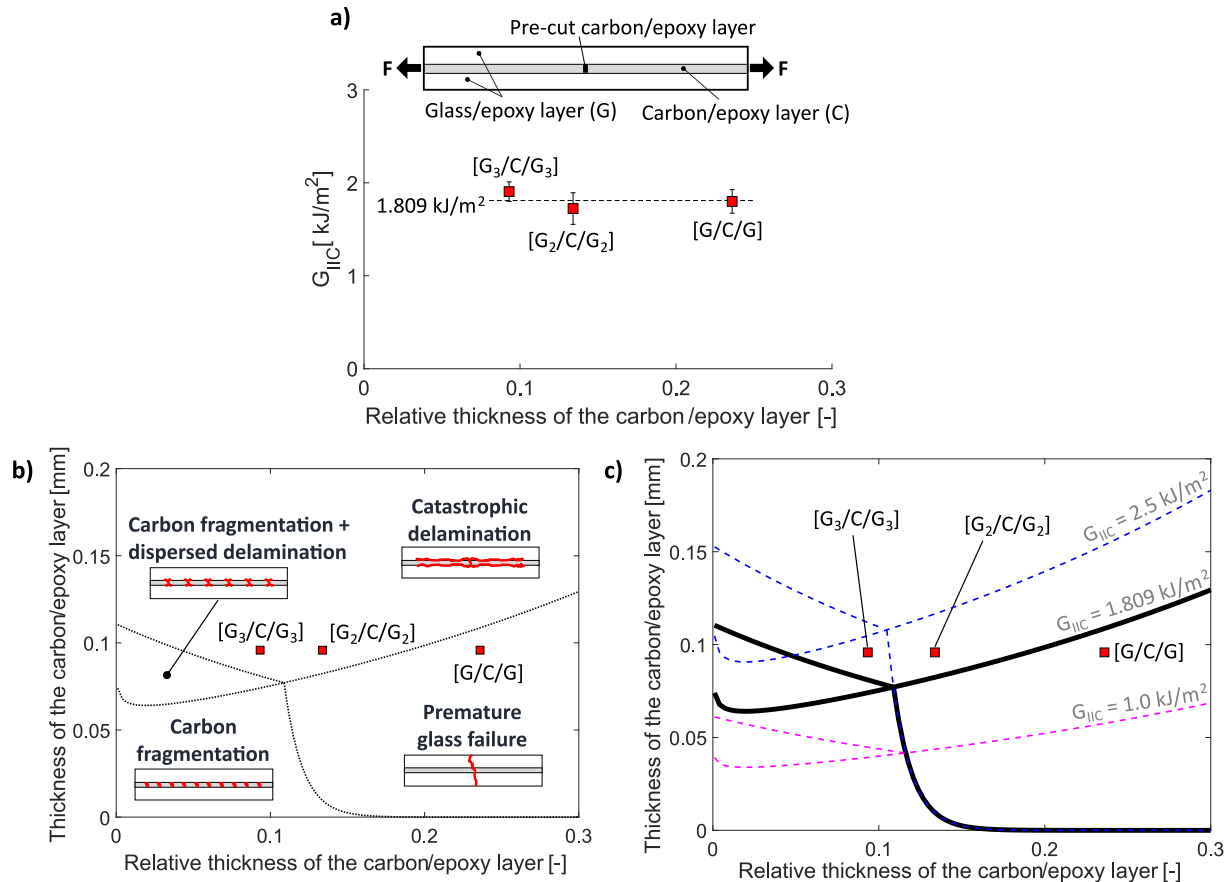 a)
Pre-cut carbon/epoxy layer
F
F
Glass/epoxy layer (G)
Carbon/epoxy layer (C)
3
2
1
0
G_IIC[ kJ/m²]
[G₃/C/G₃]
1.809 kJ/m²
[G₂/C/G₂]
[G/C/G]
0
0.1
0.2
0.3
Relative thickness of the carbon/epoxy layer [-]
b)
Thickness of the carbon/epoxy layer [mm]
0.2
0.15
0.1
0.05
0
Carbon fragmentation +
dispersed delamination
Catastrophic
delamination
[G₃/C/G₃]
[G₂/C/G₂]
[G/C/G]
Carbon
fragmentation
Premature
glass failure
0
0.1
0.2
0.3
Relative thickness of the carbon/epoxy layer [-]
c)
Thickness of the carbon/epoxy layer [mm]
0.2
0.15
0.1
0.05
0
[G₃/C/G₃]
[G₂/C/G₂]
G_IIC = 2.5 kJ/m²
G_IIC = 1.809 kJ/m²
[G/C/G]
G_IIC = 1.0 kJ/m²
0
0.1
0.2
0.3
Relative thickness of the carbon/epoxy layer [-]